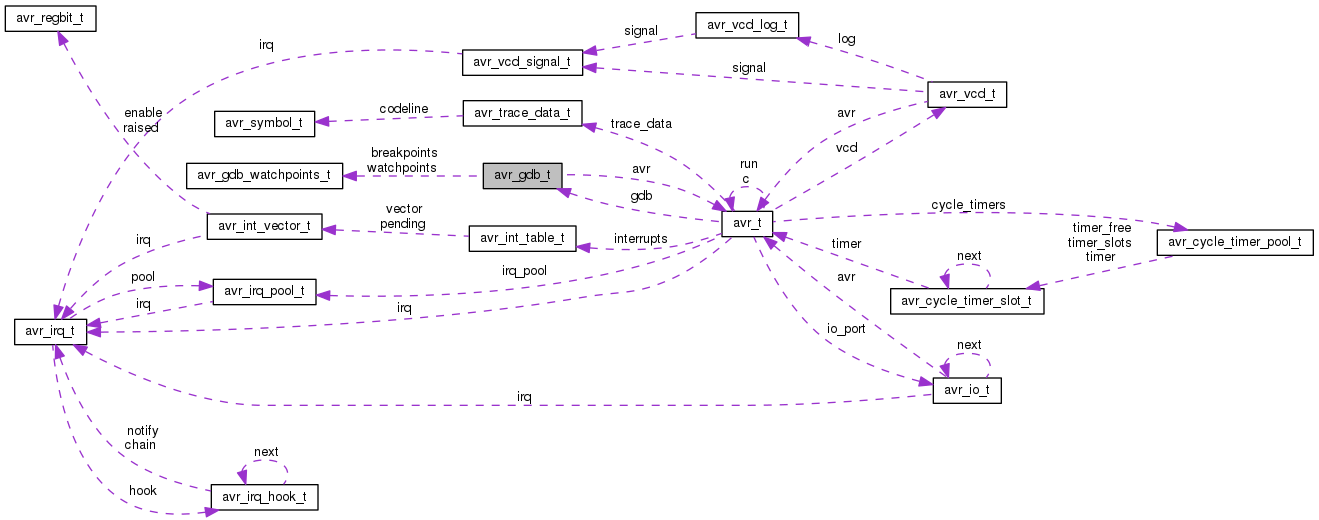 avr_regbit_t
avr_vcd_log_t
signal
log
irq
avr_vcd_signal_t
signal
avr_vcd_t
enable
raised
codeline
avr_trace_data_t
avr_symbol_t
trace_data
avr
vcd
breakpoints
watchpoints
avr_gdb_watchpoints_t
avr_gdb_t
avr
gdb
run
c
avr_int_vector_t
vector
pending
avr_int_table_t
interrupts
avr_t
cycle_timers
timer_free
timer_slots
timer
avr_cycle_timer_pool_t
irq
pool
irq
avr_irq_pool_t
irq_pool
irq
timer
avr
next
avr_cycle_timer_slot_t
avr_irq_t
io_port
next
avr_io_t
irq
notify
chain
hook
next
avr_irq_hook_t